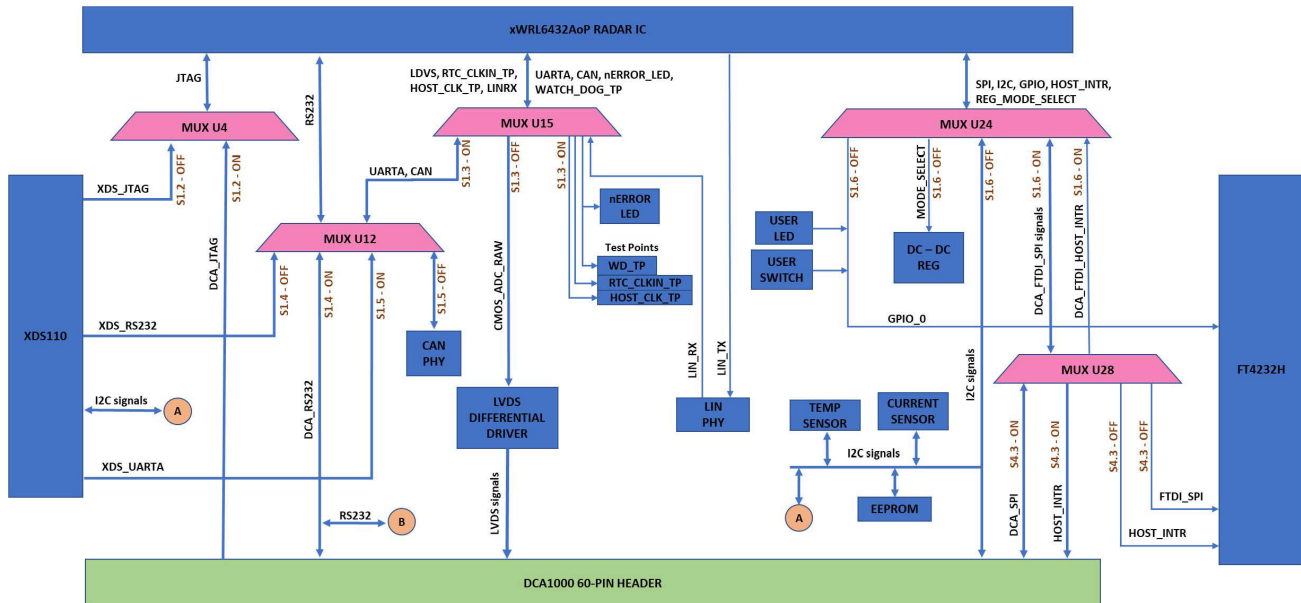 xWRL6432AoP RADAR IC
JTAG
RS232
LDVS, RTC_CLKIN_TP,
HOST_CLK_TP, LINRX
UARTA, CAN, nERROR_LED,
WATCH_DOG_TP
SPI, I2C, GPIO, HOST_INTR,
REG_MODE_SELECT
MUX U4
MUX U15
MUX U24
S1.2 - OFF
S1.2 - ON
S1.3 - ON
S1.3 - OFF
S1.3 - ON
S1.6 - OFF
MODE_SELECT
S1.6 - OFF
S1.6 - OFF
S1.6 - ON
S1.6 - ON
XDS_JTAG
UARTA, CAN
nERROR
LED
USER
LED
USER
SWITCH
DC – DC
REG
DCA_JTAG
MUX U12
Test Points
WD_TP
RTC_CLKIN_TP
HOST_CLK_TP
DCA_FTDI_SPI signals
DCA_FTDI_HOST_INTR
S1.4 - OFF
S1.4 - ON
S1.5 - ON
S1.5 - OFF
CMOS_ADC_RAW
XDS_RS232
GPIO_0
XDS110
CAN
PHY
LIN_RX
LIN_TX
I2C signals
MUX U28
FT4232H
I2C signals
A
DCA_RS232
LVDS
DIFFERENTIAL
DRIVER
LIN
PHY
TEMP
SENSOR
CURRENT
SENSOR
S4.3 - ON
S4.3 - ON
S4.3 - OFF
S4.3 - OFF
XDS_UARTA
I2C signals
RS232
B
LVDS signals
A
EEPROM
DCA_SPI
HOST_INTR
FTDI_SPI
HOST_INTR
DCA1000 60-PIN HEADER